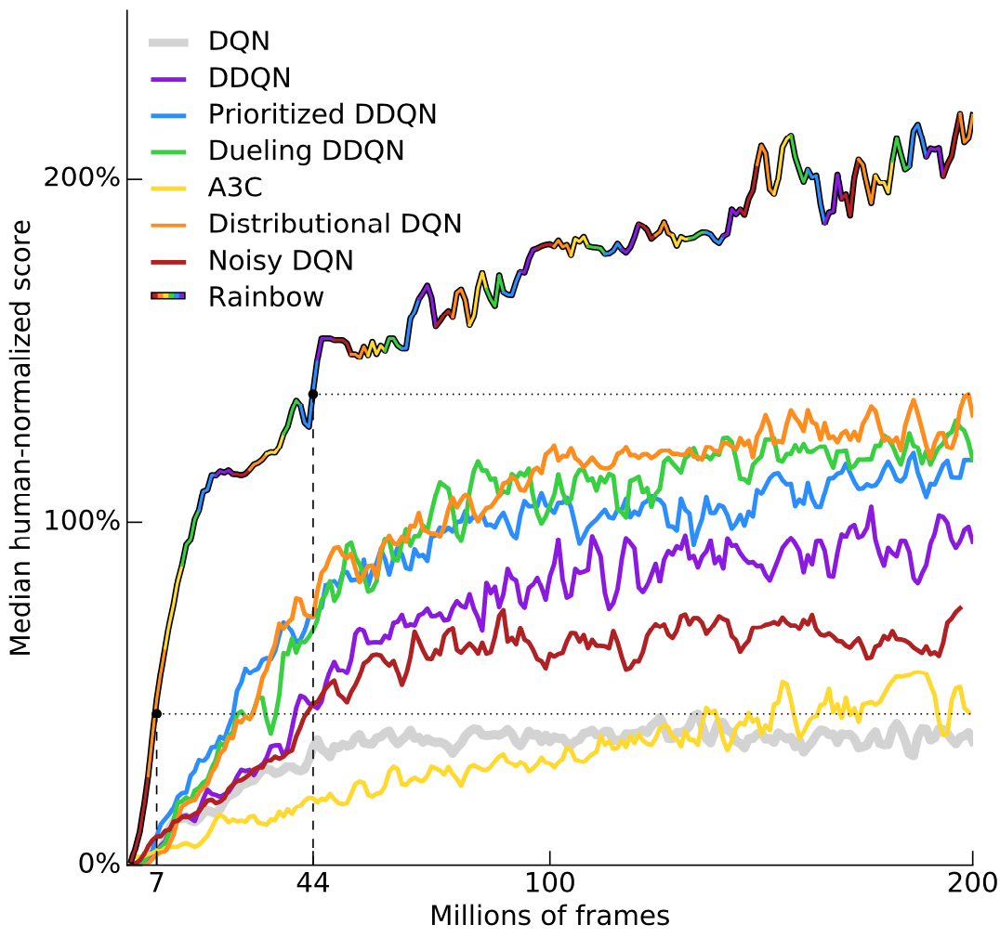 DQN
DDQN
Prioritized DDQN
Dueling DDQN
A3C
Distributional DQN
Noisy DQN
Rainbow
200%
100%
0%
Median human-normalized score
7 44 100 200
Millions of frames